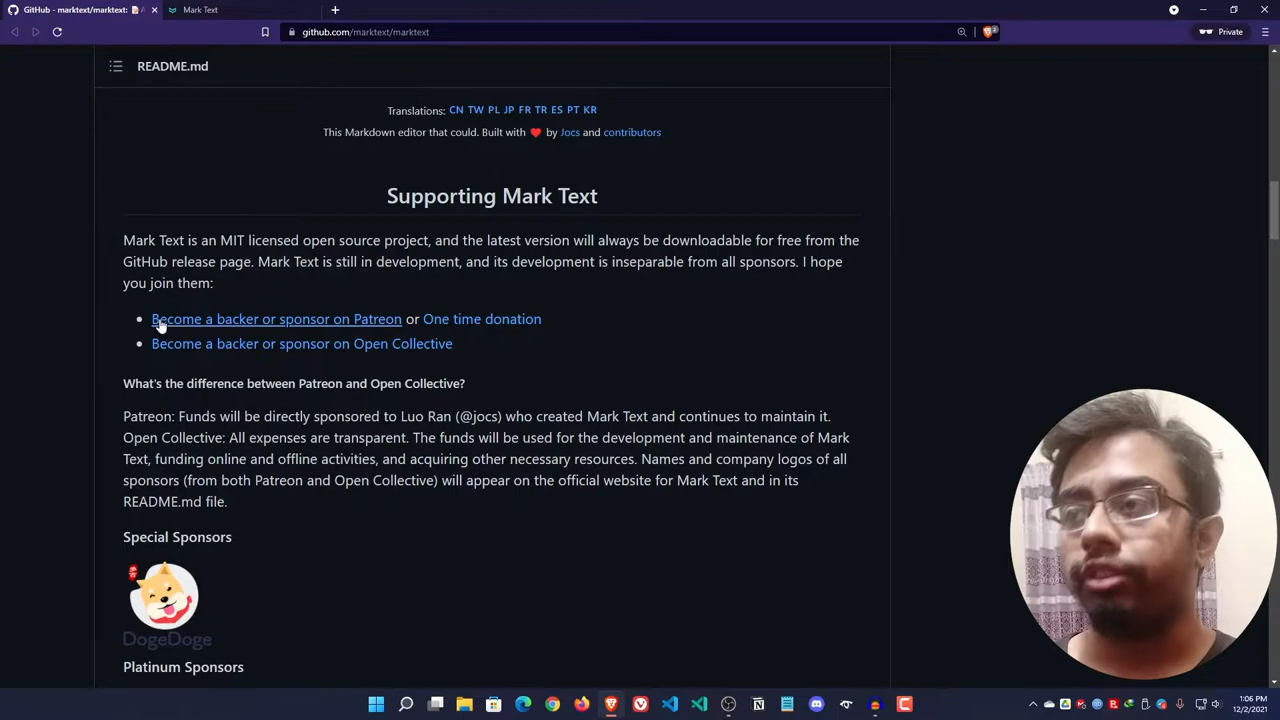 GitHub - marktext/marktext:
Mark Text
github.com/marktext/marktext
Private
README.md
Translations: CN TW PL JP FR TR ES PT KR
This Markdown editor that could. Built with ❤ by Jocs and contributors
Supporting Mark Text
Mark Text is an MIT licensed open source project, and the latest version will always be downloadable for free from the
GitHub release page. Mark Text is still in development, and its development is inseparable from all sponsors. I hope
you join them:
Become a backer or sponsor on Patreon or One time donation
Become a backer or sponsor on Open Collective
What's the difference between Patreon and Open Collective?
Patreon: Funds will be directly sponsored to Luo Ran (@jocs) who created Mark Text and continues to maintain it.
Open Collective: All expenses are transparent. The funds will be used for the development and maintenance of Mark
Text, funding online and offline activities, and acquiring other necessary resources. Names and company logos of all
sponsors (from both Patreon and Open Collective) will appear on the official website for Mark Text and in its
README.md file.
Special Sponsors
DogeDoge
Platinum Sponsors
1:06 PM
12/2/2021